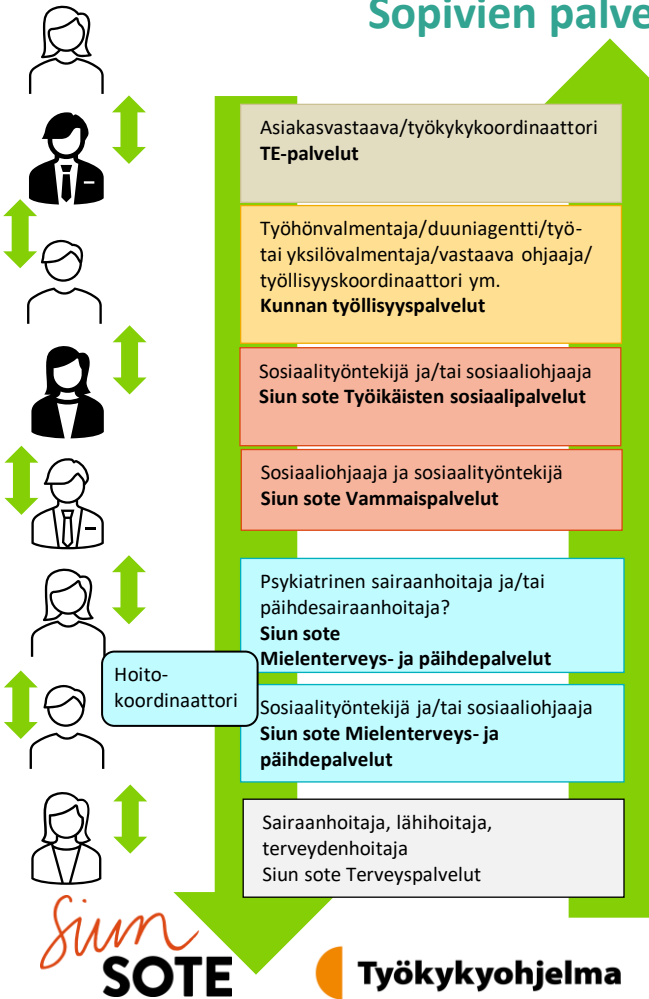 Sopivien palve
Asiakasvastaava/työkykykoordinaattori
TE-palvelut
Työhönvalmentaja/duuniagentti/työ-
tai yksilövalmentaja/vastaava ohjaaja/
työllisyyskoordinaattori ym.
Kunnan työllisyyspalvelut
Sosiaalityöntekijä ja/tai sosiaaliohjaaja
Siun sote Työikäisten sosiaalipalvelut
Sosiaaliohjaaja ja sosiaalityöntekijä
Siun sote Vammaispalvelut
Psykiatrinen sairaanhoitaja ja/tai
päihdesairaanhoitaja?
Siun sote
Mielenterveys- ja päihdepalvelut
Hoito-
koordinaattori
Sosiaalityöntekijä ja/tai sosiaaliohjaaja
Siun sote Mielenterveys- ja
päihdepalvelut
Sairaanhoitaja, lähihoitaja,
terveydenhoitaja
Siun sote Terveyspalvelut
Siun
SOTE
Työkykyohjelma